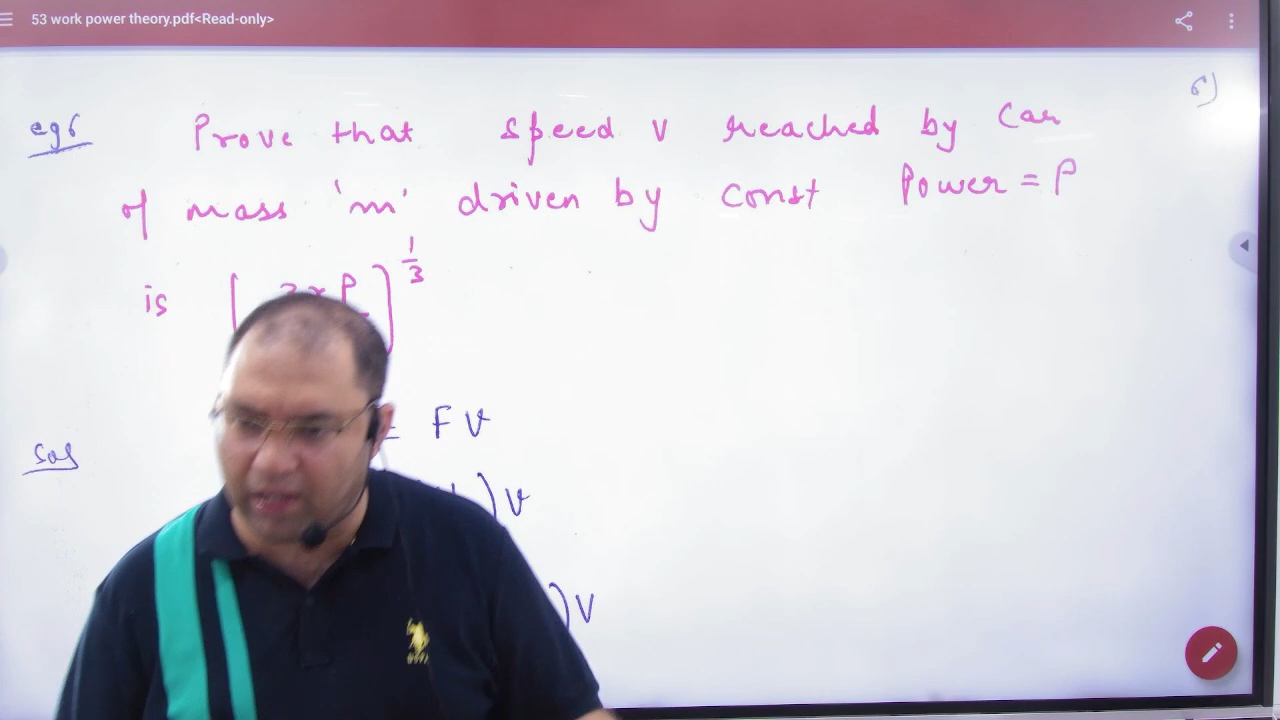 53 work power theory.pdf<Read-only>
6)
eg6 Prove that speed v reached by Car
of mass 'm' driven by const Power = P
is [ 3xP ]^1/3
Sol = Fv
)v
)v